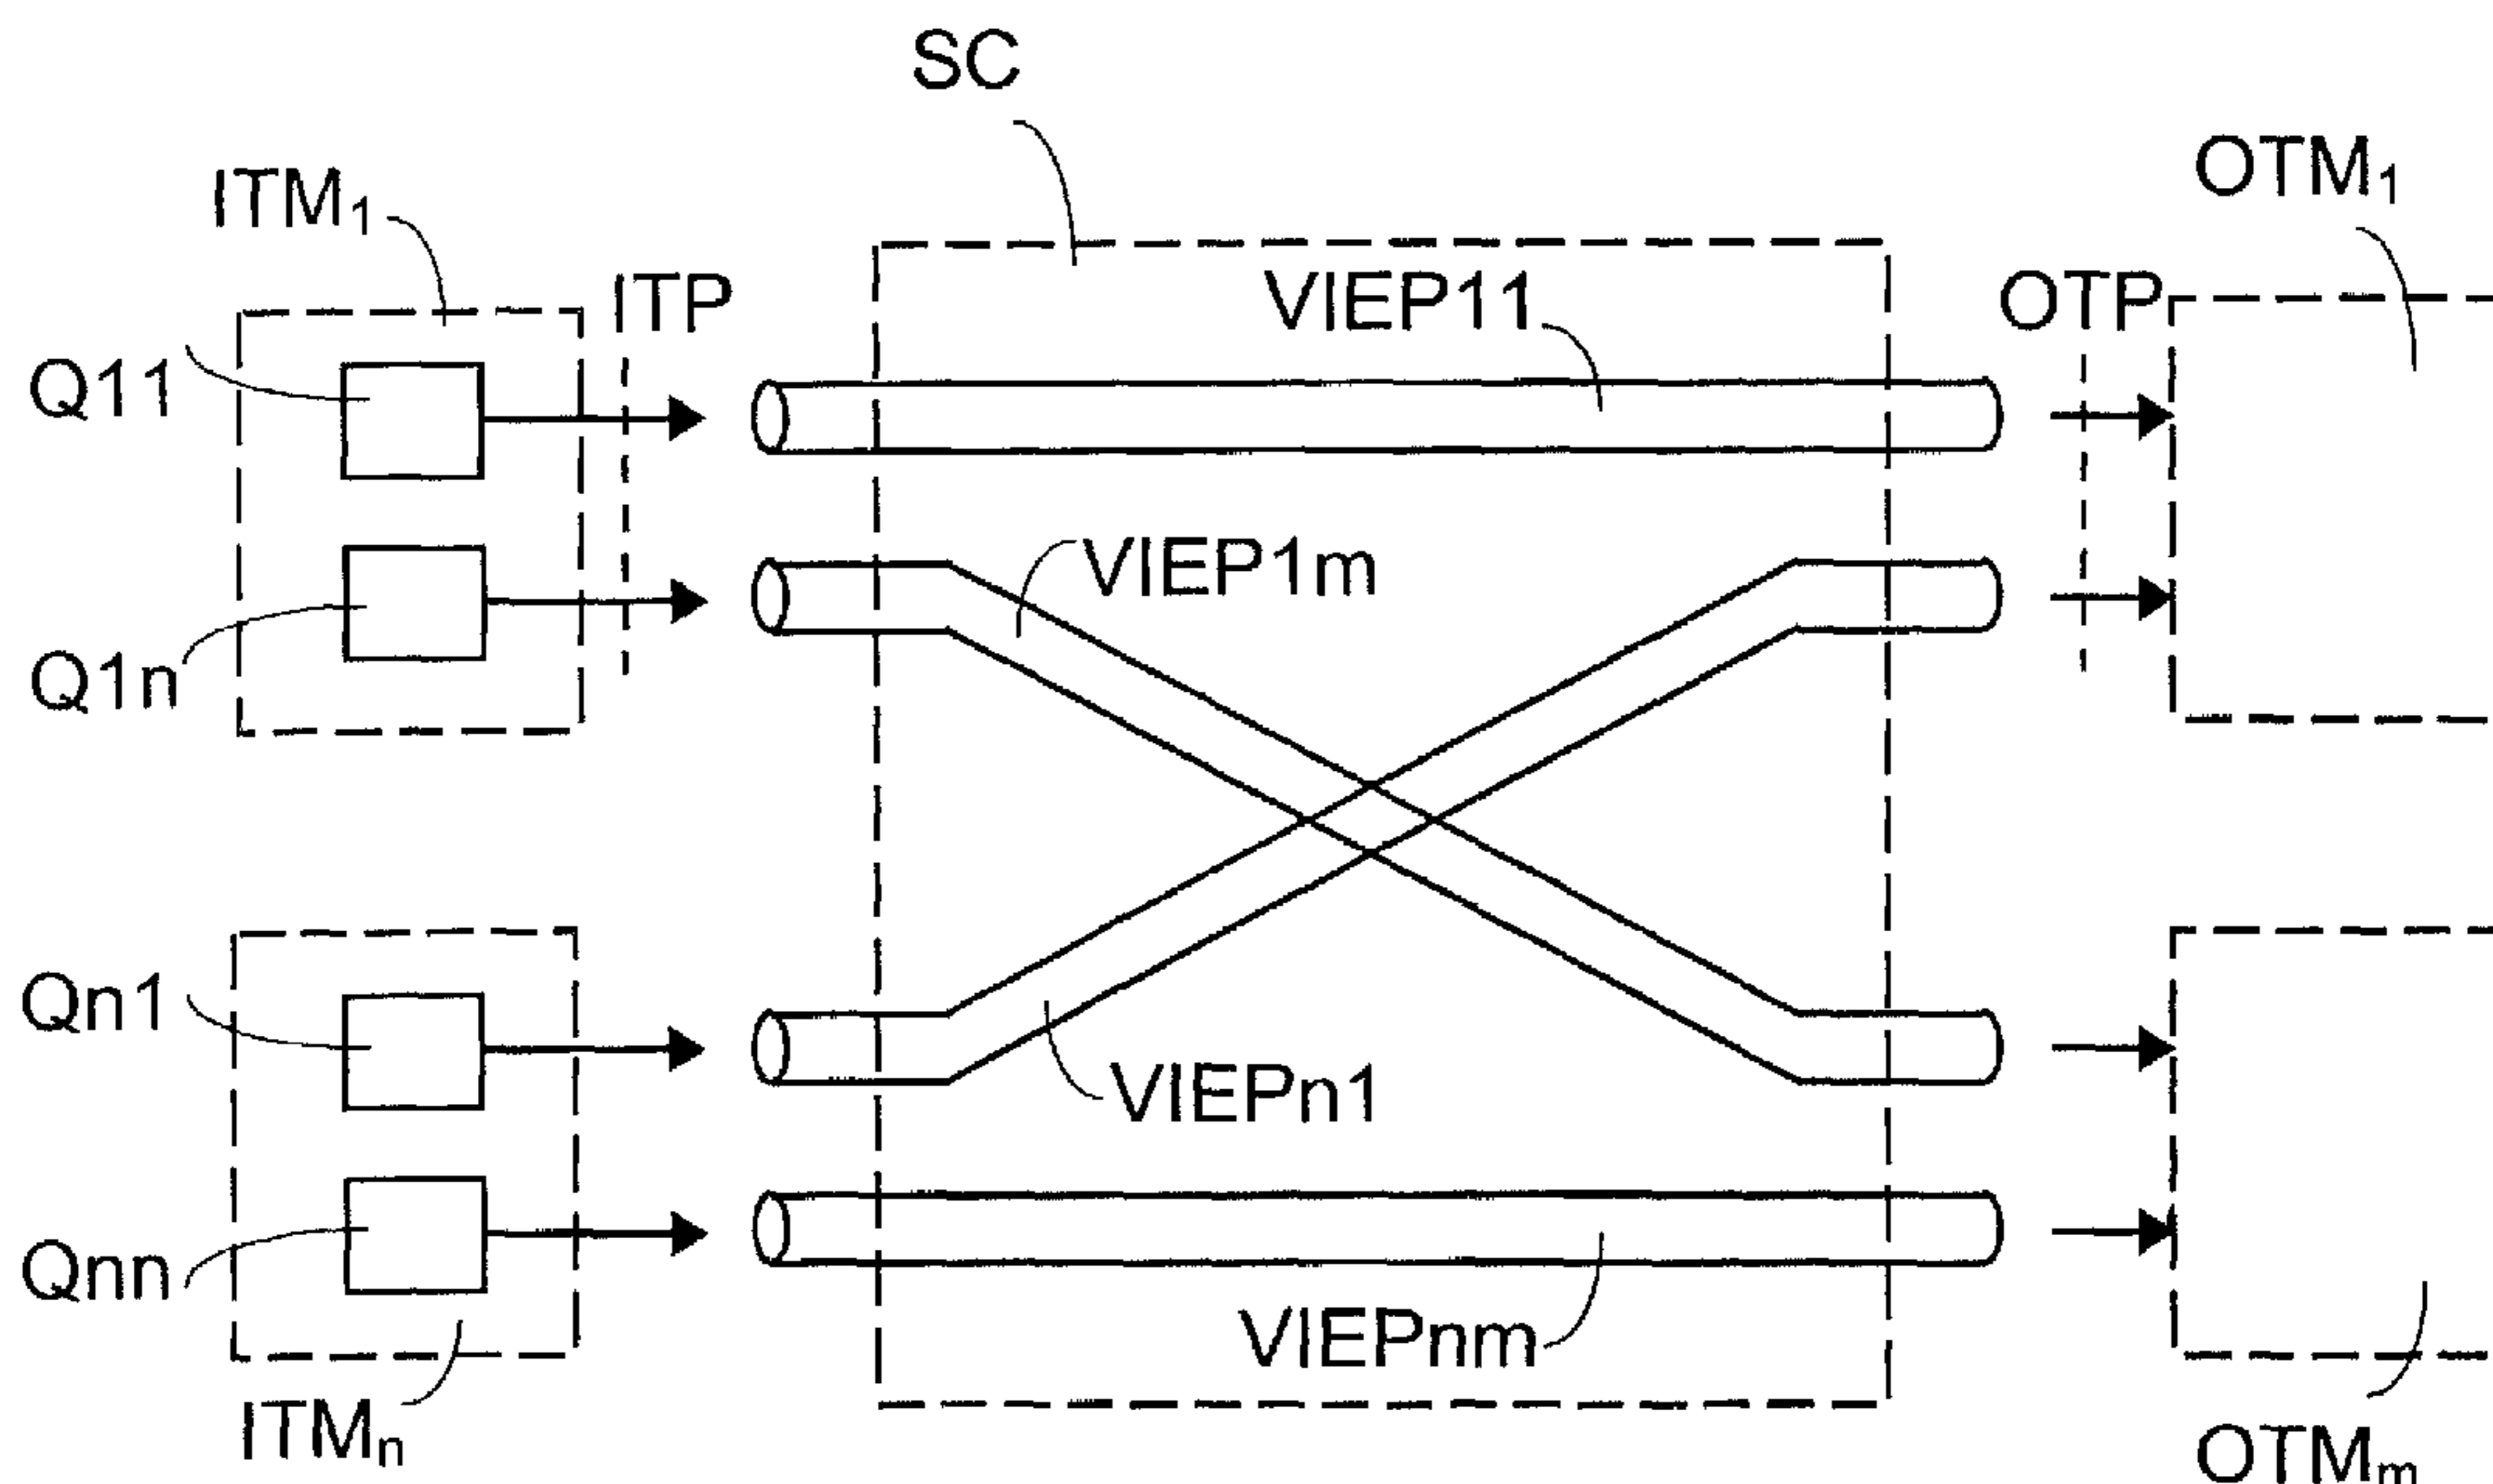 SC
OTM1
ITM1
ITP
VIEP11
OTP
Q11
VIEP1m
Q1n
Qn1
VIEPn1
Qnn
VIEPnm
ITMn
OTMm